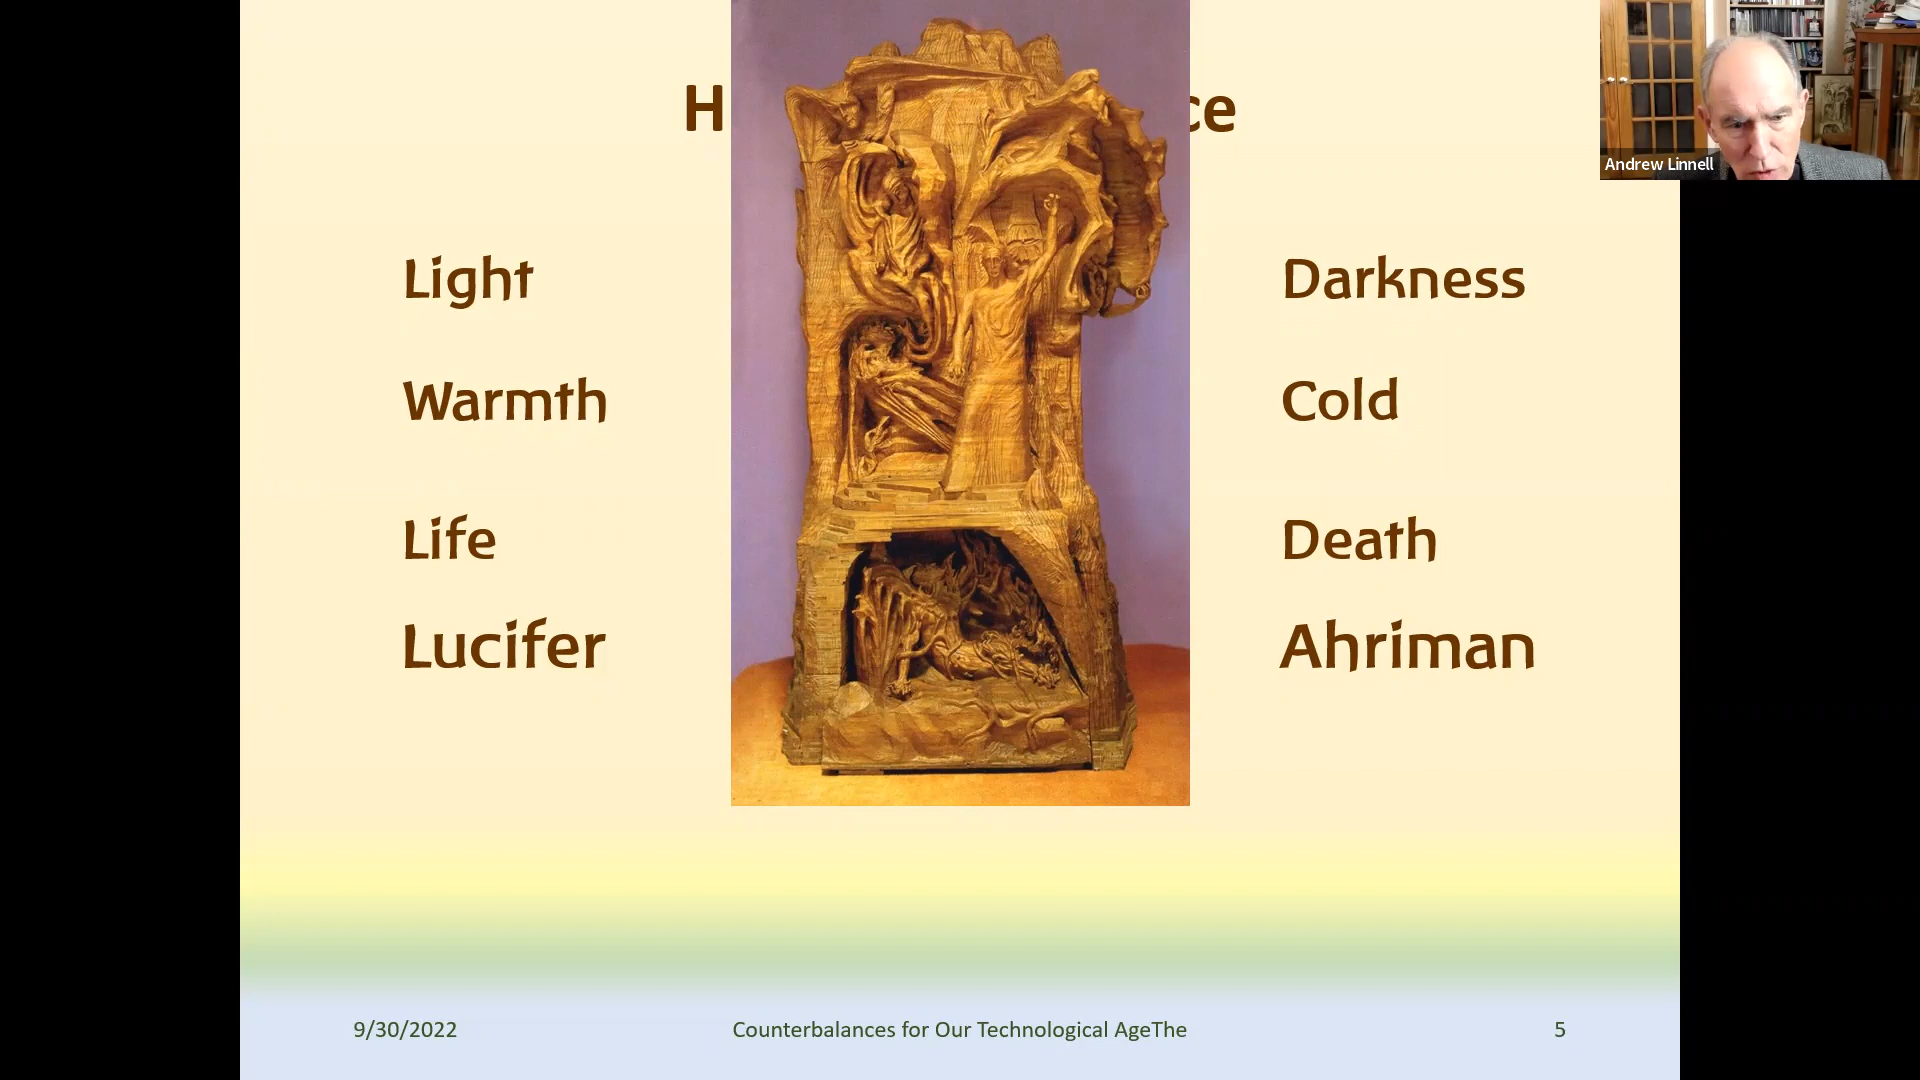 H ce
Andrew Linnell
Light Darkness
Warmth Cold
Life Death
Lucifer Ahriman
9/30/2022 Counterbalances for Our Technological AgeThe 5